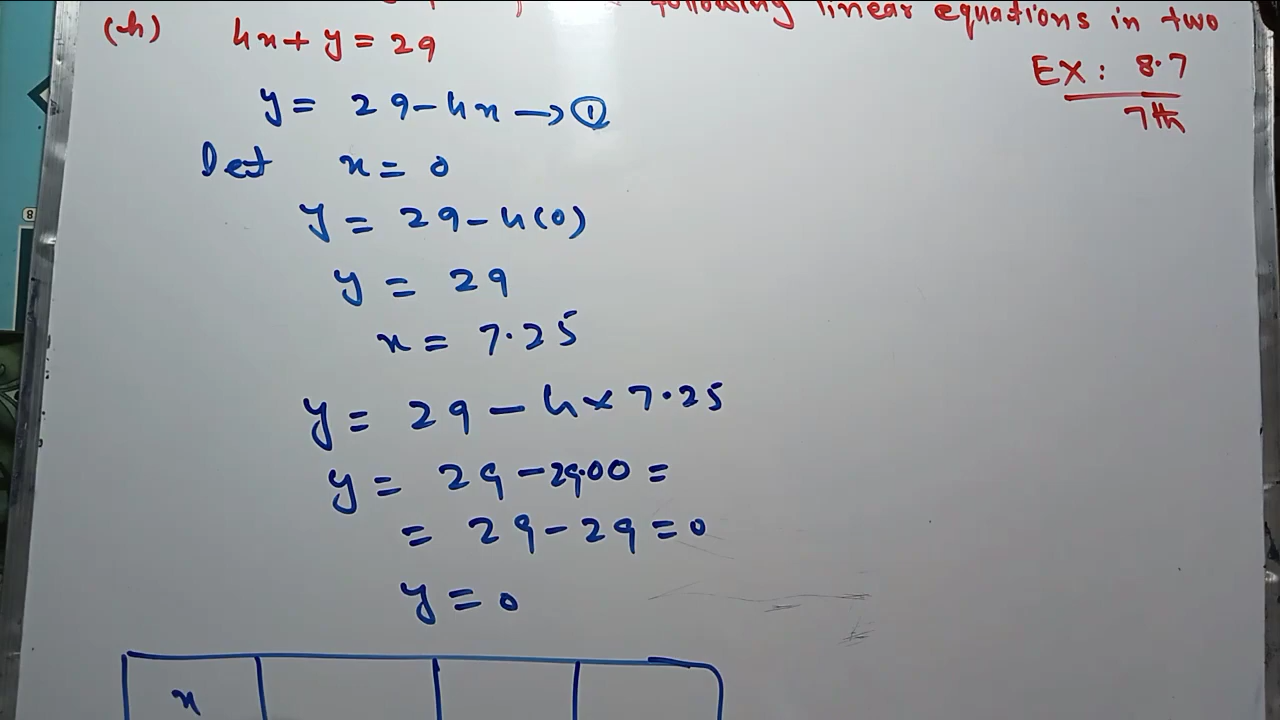 following linear equations in two
(h) 4x + y = 29
EX: 8.7
7th
y = 29 - 4x → ①
Let x = 0
y = 29 - 4(0)
y = 29
x = 7.25
y = 29 - 4 × 7.25
y = 29 - 29.00 =
= 29 - 29 = 0
y = 0
x
8